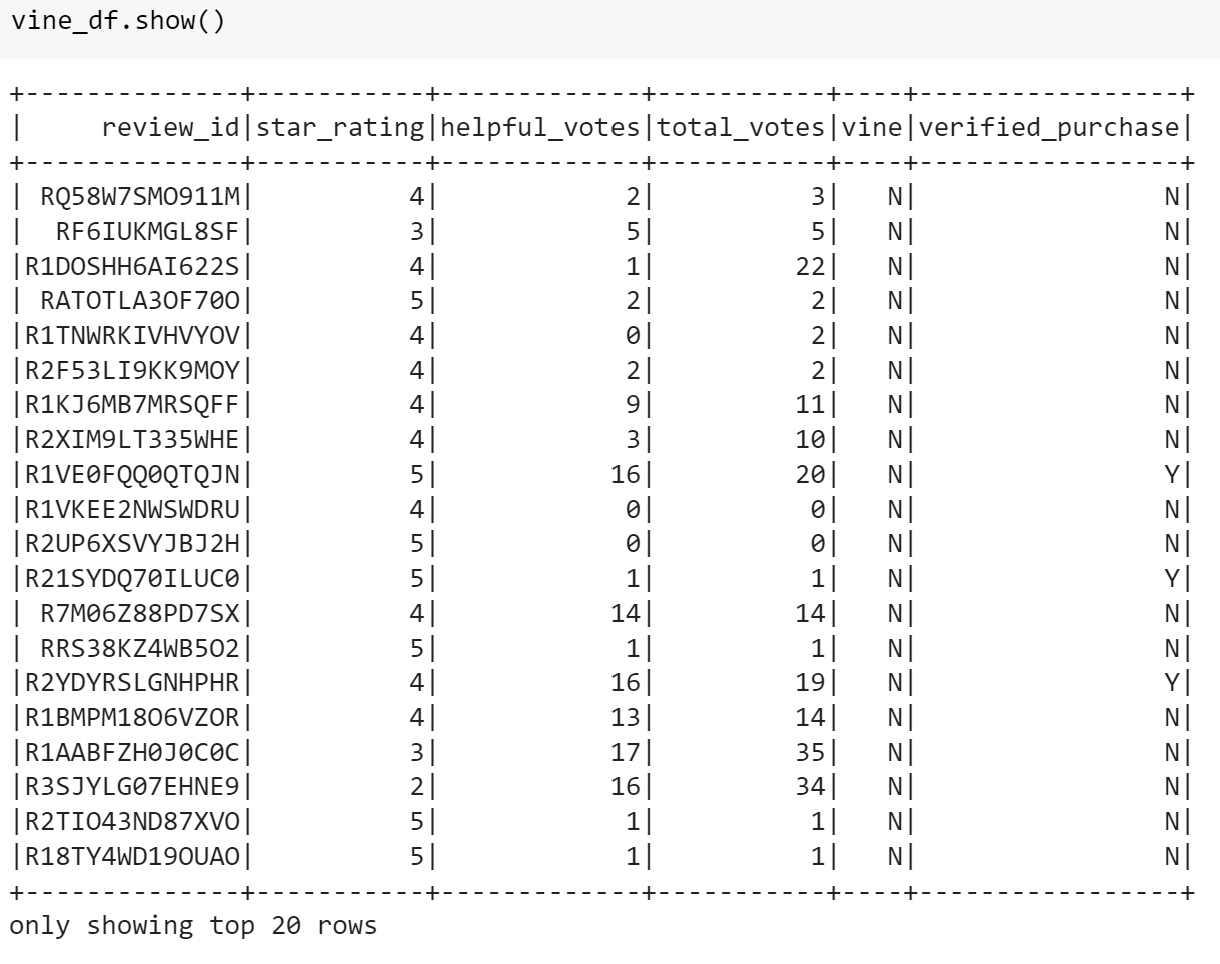 vine_df.show()
+--------------+-----------+-------------+-----------+----+-----------------+
|     review_id|star_rating|helpful_votes|total_votes|vine|verified_purchase|
+--------------+-----------+-------------+-----------+----+-----------------+
| RQ58W7SMO911M|          4|            2|          3|   N|                N|
|  RF6IUKMGL8SF|          3|            5|          5|   N|                N|
|R1DOSHH6AI622S|          4|            1|         22|   N|                N|
| RATOTLA3OF70O|          5|            2|          2|   N|                N|
|R1TNWRKIVHVYOV|          4|            0|          2|   N|                N|
|R2F53LI9KK9MOY|          4|            2|          2|   N|                N|
|R1KJ6MB7MRSQFF|          4|            9|         11|   N|                N|
|R2XIM9LT335WHE|          4|            3|         10|   N|                N|
|R1VE0FQQ0QTQJN|          5|           16|         20|   N|                Y|
|R1VKEE2NWSWDRU|          4|            0|          0|   N|                N|
|R2UP6XSVYJBJ2H|          5|            0|          0|   N|                N|
|R21SYDQ70ILUC0|          5|            1|          1|   N|                Y|
| R7M06Z88PD7SX|          4|           14|         14|   N|                N|
| RRS38KZ4WB5O2|          5|            1|          1|   N|                N|
|R2YDYRSLGNHPHR|          4|           16|         19|   N|                Y|
|R1BMPM18O6VZOR|          4|           13|         14|   N|                N|
|R1AABFZH0J0C0C|          3|           17|         35|   N|                N|
|R3SJYLG07EHNE9|          2|           16|         34|   N|                N|
|R2TIO43ND87XVO|          5|            1|          1|   N|                N|
|R18TY4WD19OUAO|          5|            1|          1|   N|                N|
+--------------+-----------+-------------+-----------+----+-----------------+
only showing top 20 rows